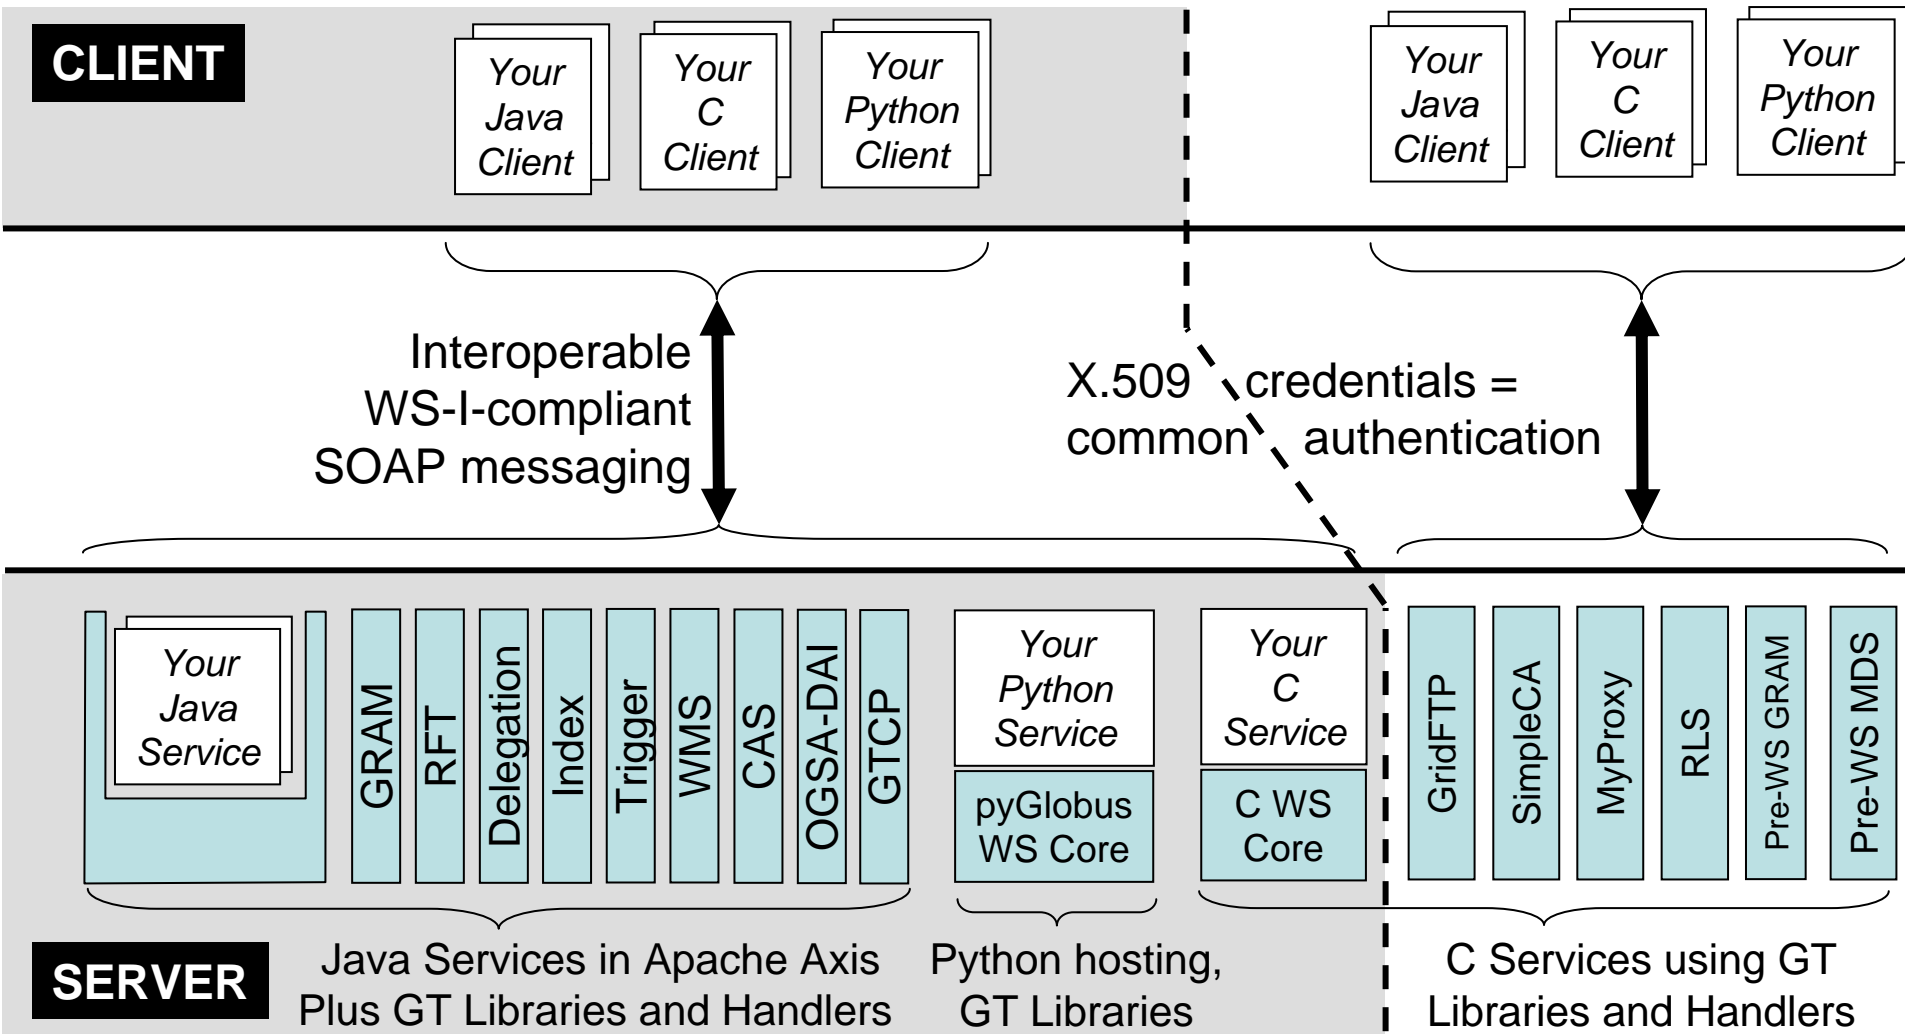 CLIENT
Your
Java
Client
Your
C
Client
Your
Python
Client
Your
Java
Client
Your
C
Client
Your
Python
Client
Interoperable
WS-I-compliant
SOAP messaging
X.509 credentials =
common authentication
Your
Java
Service
GRAM
RFT
Delegation
Index
Trigger
WMS
CAS
OGSA-DAI
GTCP
Your
Python
Service
pyGlobus
WS Core
Your
C
Service
C WS
Core
GridFTP
SimpleCA
MyProxy
RLS
Pre-WS GRAM
Pre-WS MDS
SERVER
Java Services in Apache Axis
Plus GT Libraries and Handlers
Python hosting,
GT Libraries
C Services using GT
Libraries and Handlers